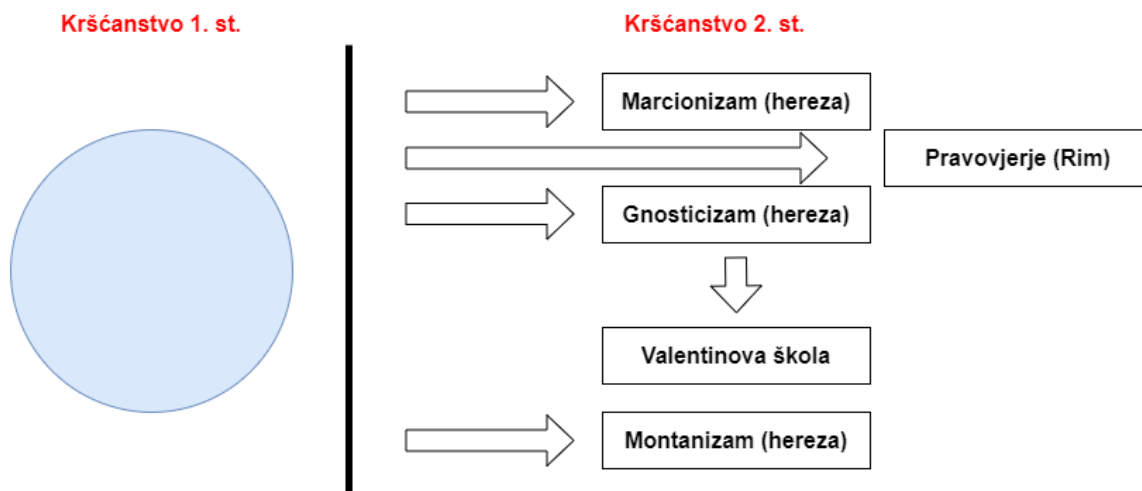 Kršćanstvo 1. st.
Kršćanstvo 2. st.
Marcionizam (hereza)
Pravovjerje (Rim)
Gnosticizam (hereza)
Valentinova škola
Montanizam (hereza)